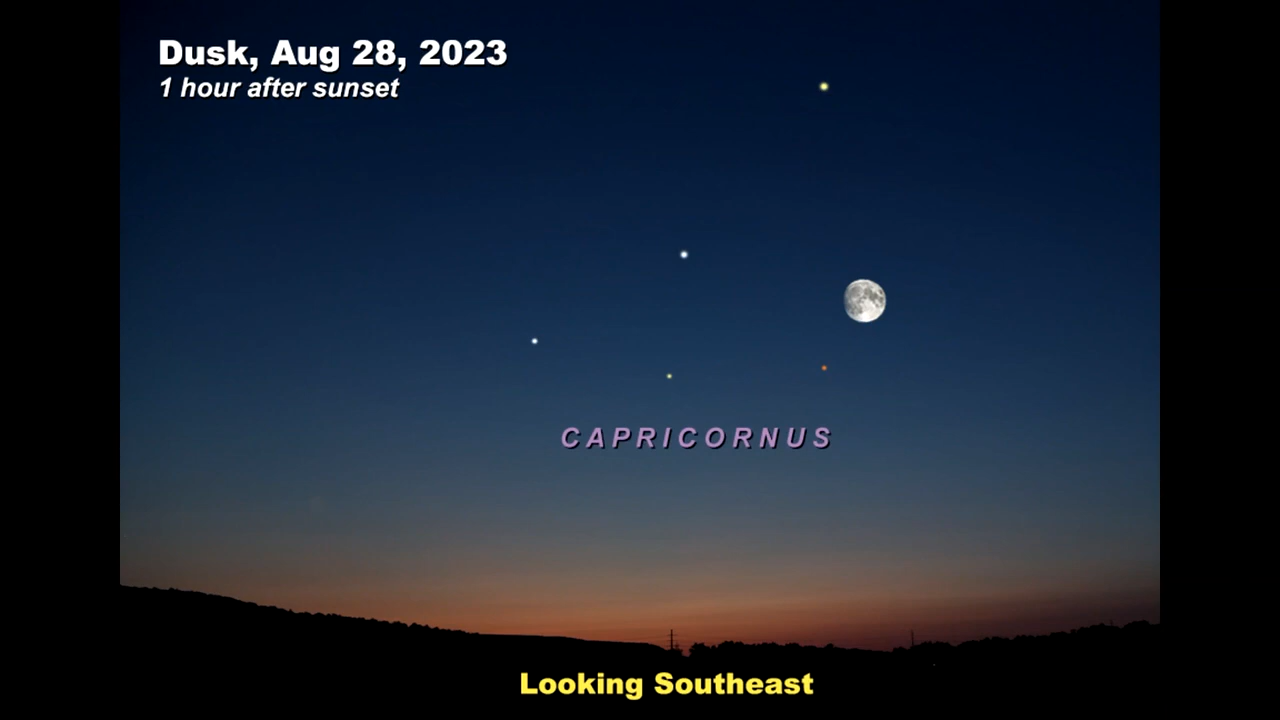 Dusk, Aug 28, 2023
1 hour after sunset
CAPRICORNUS
Looking Southeast